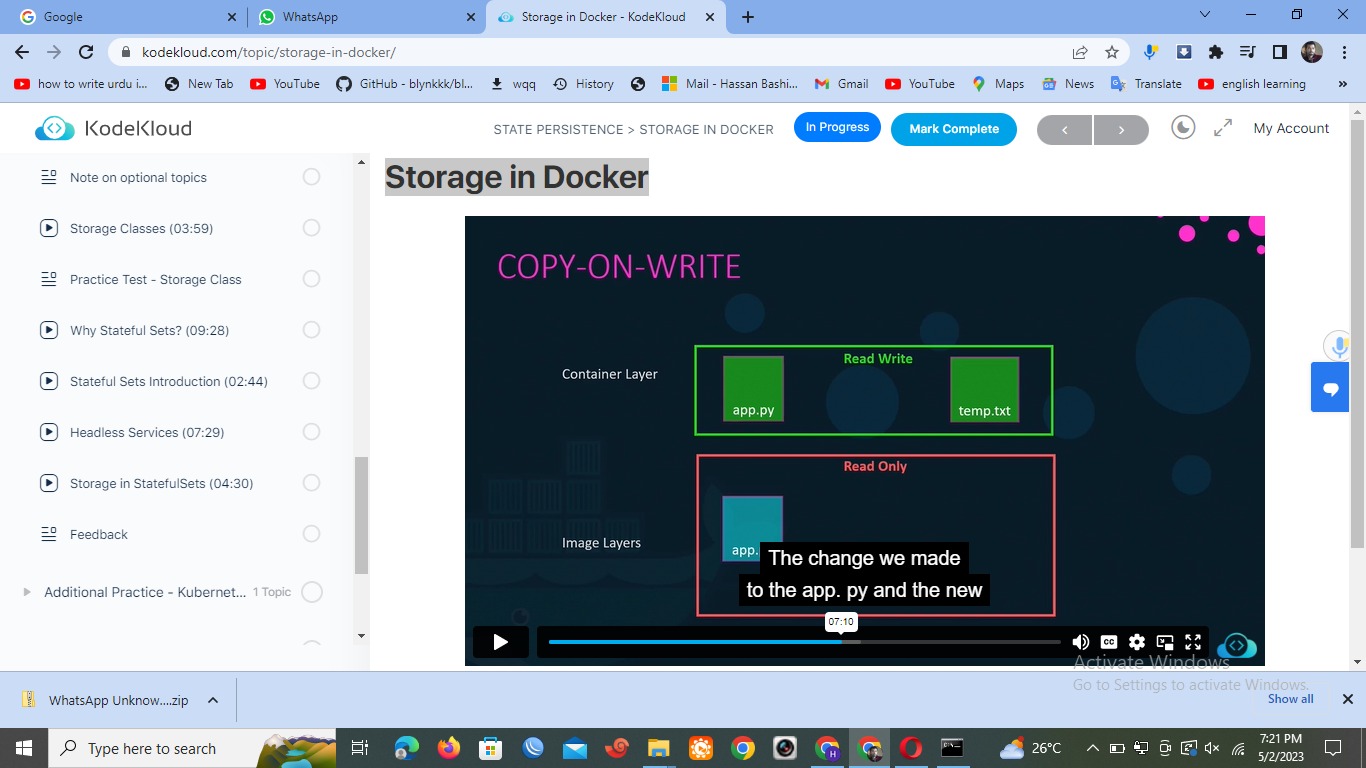 Google
WhatsApp
Storage in Docker - KodeKloud
kodekloud.com/topic/storage-in-docker/
how to write urdu i...
New Tab
YouTube
GitHub - blynkkk/bl...
wqq
History
Mail - Hassan Bashi...
Gmail
YouTube
Maps
News
Translate
english learning
»
KodeKloud
STATE PERSISTENCE > STORAGE IN DOCKER
In Progress
Mark Complete
My Account
Note on optional topics
Storage Classes (03:59)
Practice Test - Storage Class
Why Stateful Sets? (09:28)
Stateful Sets Introduction (02:44)
Headless Services (07:29)
Storage in StatefulSets (04:30)
Feedback
Additional Practice - Kubernet... 1 Topic
Storage in Docker
COPY-ON-WRITE
Container Layer
Read Write
app.py
temp.txt
Read Only
Image Layers
app.
The change we made
to the app. py and the new
07:10
CC
Activate Windows
Go to Settings to activate Windows.
WhatsApp Unknow....zip
Show all
Type here to search
H
26°C
7:21 PM
5/2/2023